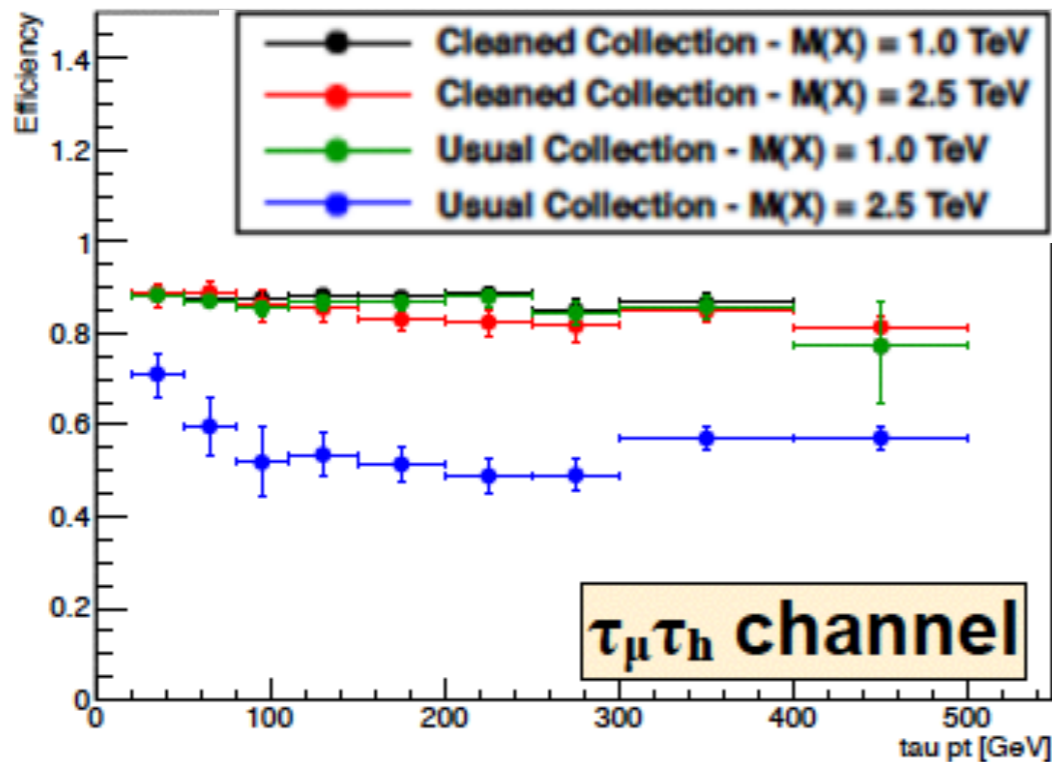 Efficiency
1.4
1.2
1
0.8
0.6
0.4
0.2
0
Cleaned Collection - M(X) = 1.0 TeV
Cleaned Collection - M(X) = 2.5 TeV
Usual Collection - M(X) = 1.0 TeV
Usual Collection - M(X) = 2.5 TeV
τμτh channel
0 100 200 300 400 500
tau pt [GeV]